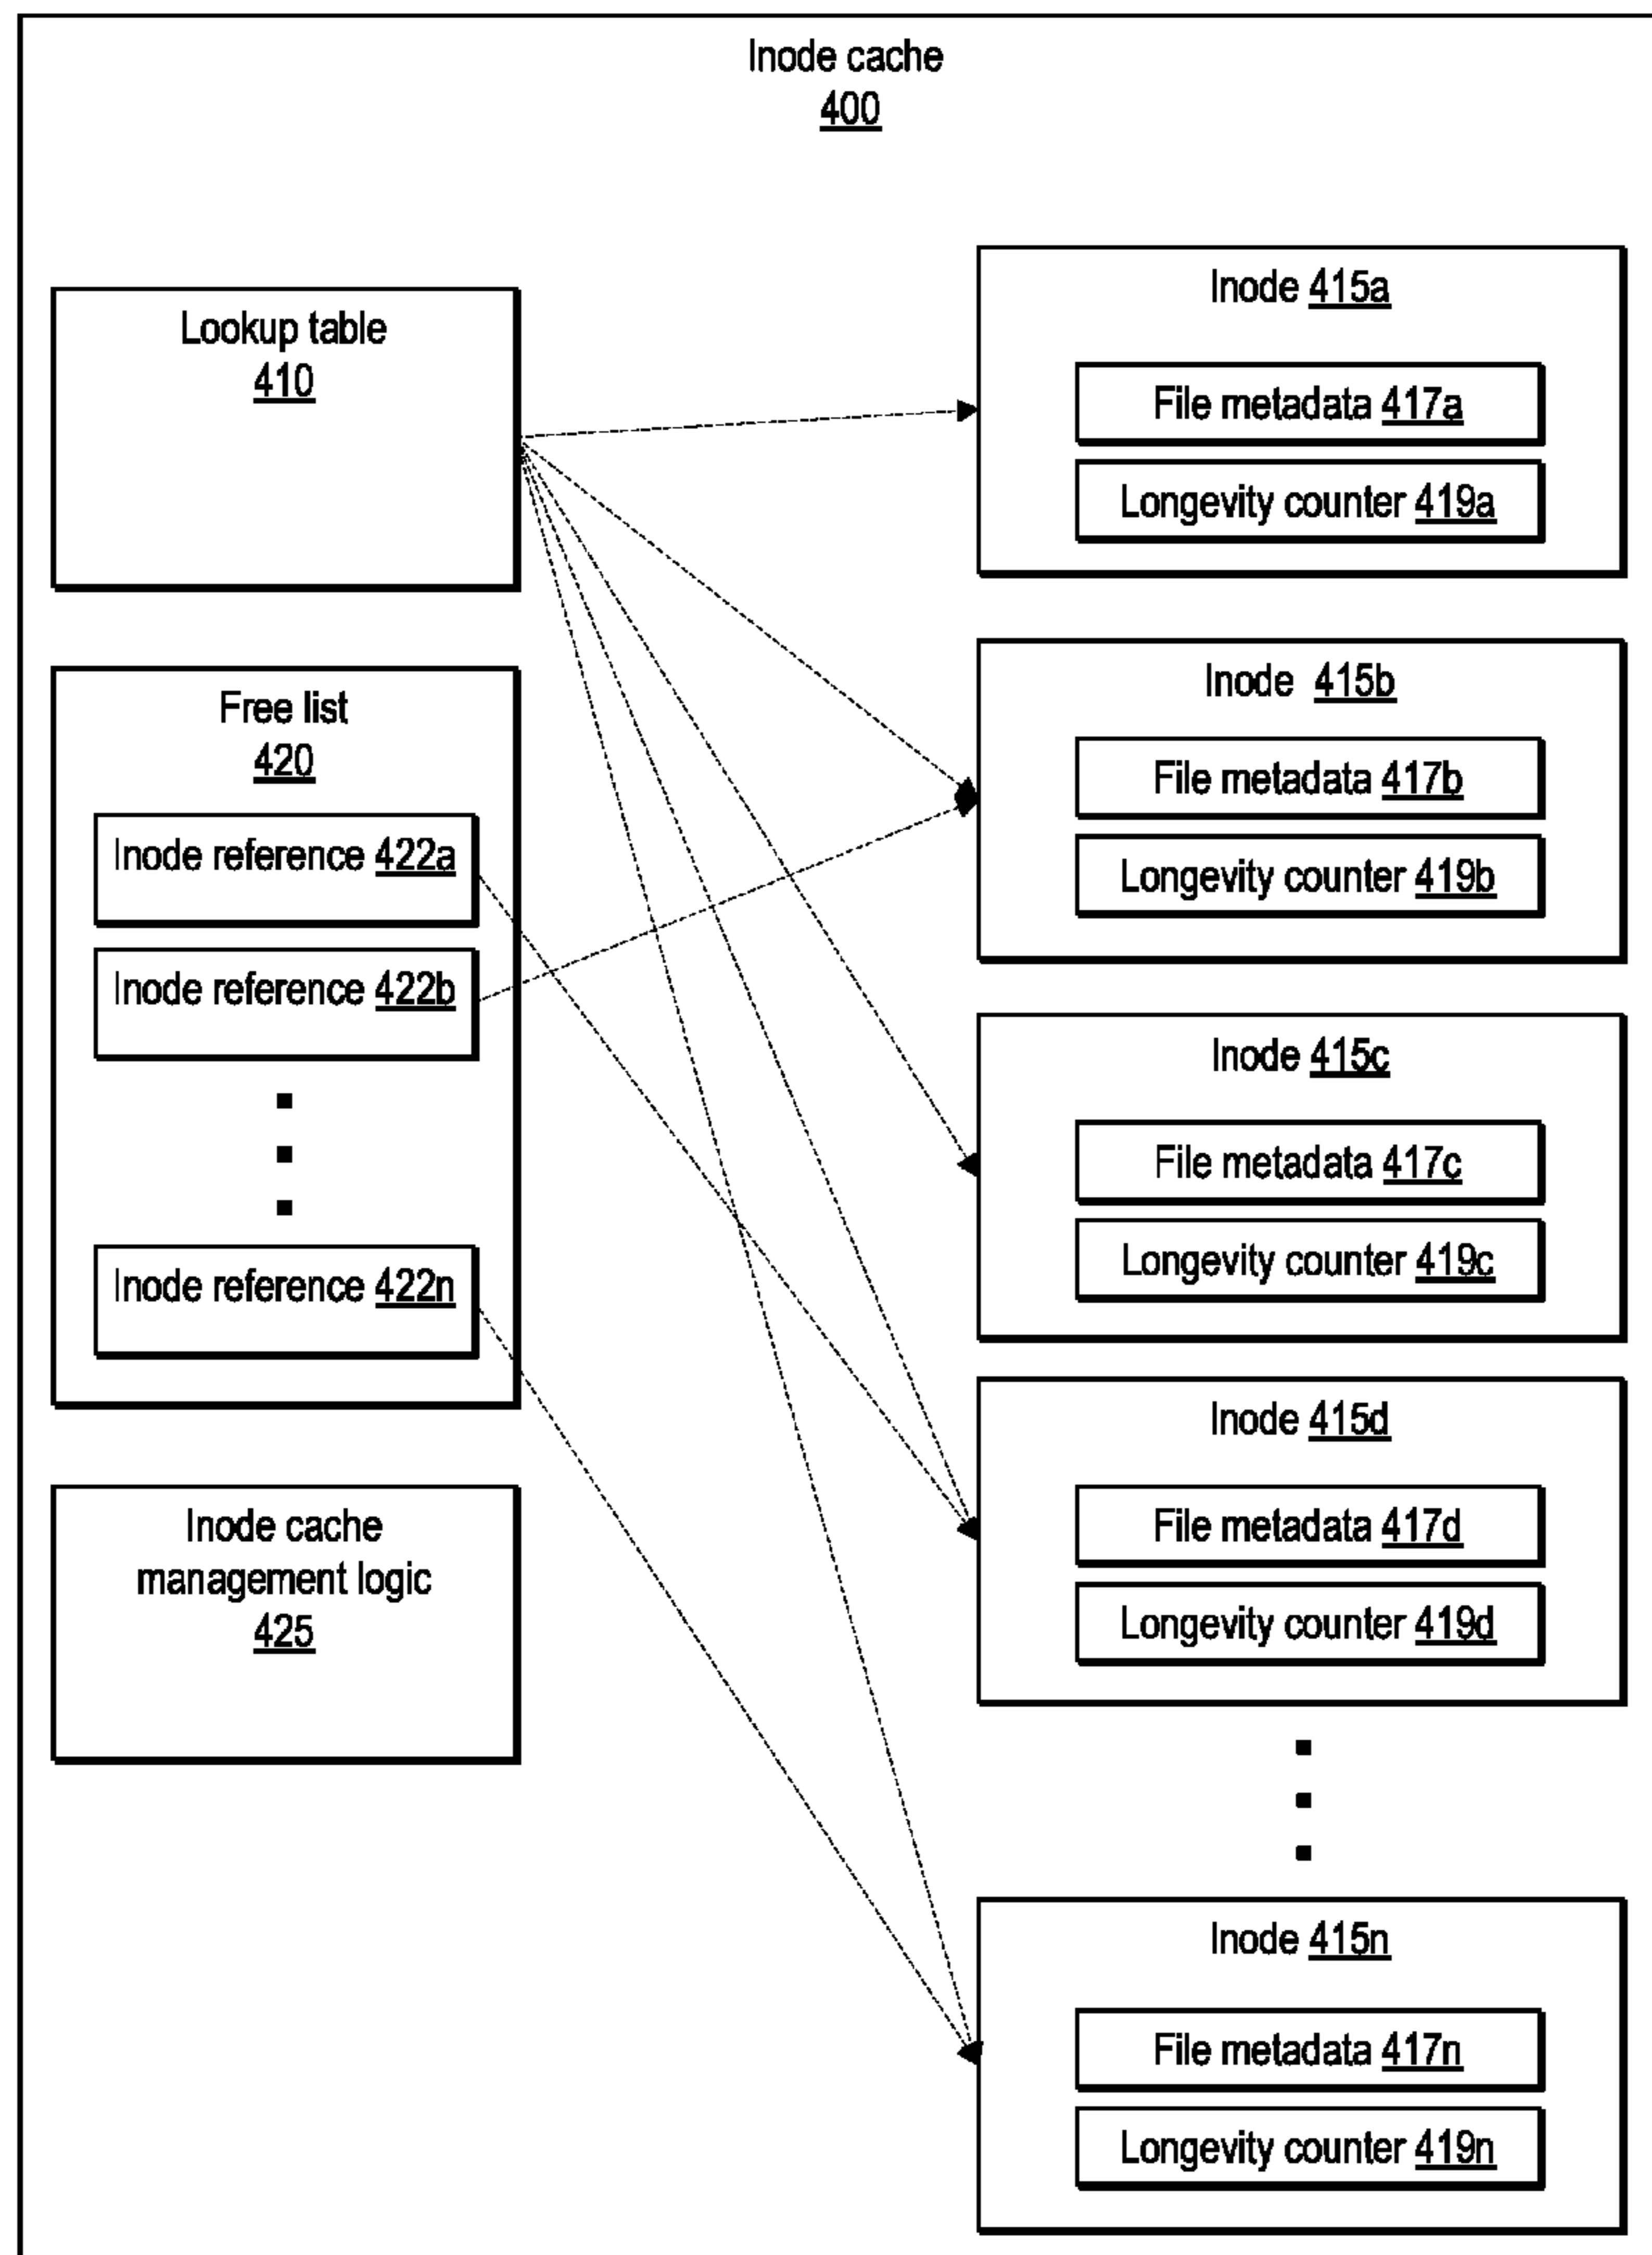 Inode cache
400
Lookup table
410
Free list
420
Inode reference 422a
Inode reference 422b
Inode reference 422n
Inode cache
management logic
425
Inode 415a
File metadata 417a
Longevity counter 419a
Inode 415b
File metadata 417b
Longevity counter 419b
Inode 415c
File metadata 417c
Longevity counter 419c
Inode 415d
File metadata 417d
Longevity counter 419d
Inode 415n
File metadata 417n
Longevity counter 419n